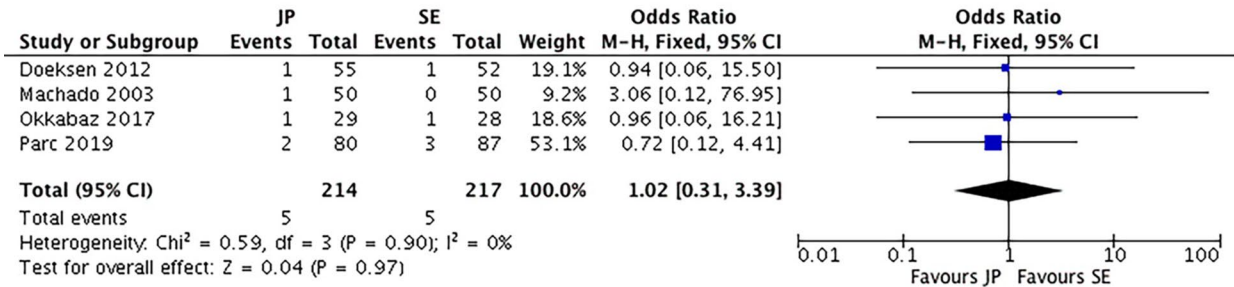 JP SE Odds Ratio Odds Ratio
Study or Subgroup Events Total Events Total Weight M-H, Fixed, 95% CI M-H, Fixed, 95% CI
Doeksen 2012 1 55 1 52 19.1% 0.94 [0.06, 15.50]
Machado 2003 1 50 0 50 9.2% 3.06 [0.12, 76.95]
Okkabaz 2017 1 29 1 28 18.6% 0.96 [0.06, 16.21]
Parc 2019 2 80 3 87 53.1% 0.72 [0.12, 4.41]
Total (95% CI) 214 217 100.0% 1.02 [0.31, 3.39]
Total events 5 5
Heterogeneity: Chi² = 0.59, df = 3 (P = 0.90); I² = 0%
Test for overall effect: Z = 0.04 (P = 0.97)
0.01 0.1 1 10 100
Favours JP Favours SE